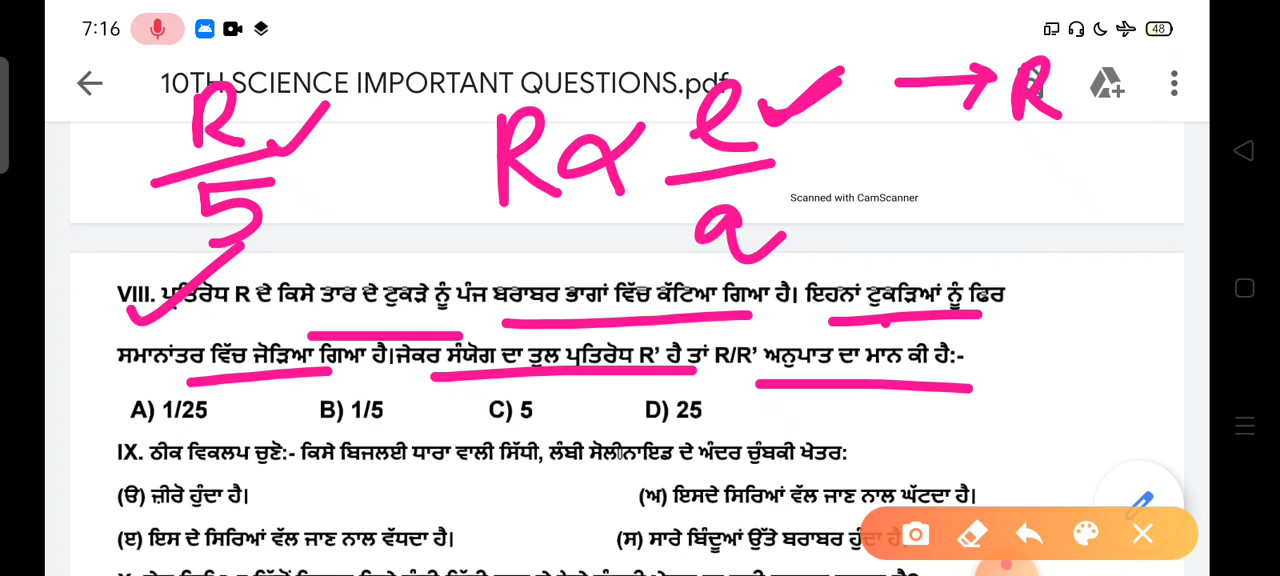 7:16 48
10TH SCIENCE IMPORTANT QUESTIONS.pdf → R
R/5 R ∝ l/a
Scanned with CamScanner
VIII. ਪ੍ਰਤਿਰੋਧ R ਦੇ ਕਿਸੇ ਤਾਰ ਦੇ ਟੁਕੜੇ ਨੂੰ ਪੰਜ ਬਰਾਬਰ ਭਾਗਾਂ ਵਿੱਚ ਕੱਟਿਆ ਗਿਆ ਹੈ। ਇਹਨਾਂ ਟੁਕੜਿਆਂ ਨੂੰ ਫਿਰ
ਸਮਾਨਾਂਤਰ ਵਿੱਚ ਜੋੜਿਆ ਗਿਆ ਹੈ।ਜੇਕਰ ਸੰਯੋਗ ਦਾ ਤੁਲ ਪ੍ਰਤਿਰੋਧ R’ ਹੈ ਤਾਂ R/R’ ਅਨੁਪਾਤ ਦਾ ਮਾਨ ਕੀ ਹੈ:-
A) 1/25 B) 1/5 C) 5 D) 25
IX. ਠੀਕ ਵਿਕਲਪ ਚੁਣੋ:- ਕਿਸੇ ਬਿਜਲਈ ਧਾਰਾ ਵਾਲੀ ਸਿੱਧੀ, ਲੰਬੀ ਸੋਲੀਨਾਇਡ ਦੇ ਅੰਦਰ ਚੁੰਬਕੀ ਖੇਤਰ:
(ੳ) ਜ਼ੀਰੋ ਹੁੰਦਾ ਹੈ। (ਅ) ਇਸਦੇ ਸਿਰਿਆਂ ਵੱਲ ਜਾਣ ਨਾਲ ਘੱਟਦਾ ਹੈ।
(ੲ) ਇਸ ਦੇ ਸਿਰਿਆਂ ਵੱਲ ਜਾਣ ਨਾਲ ਵੱਧਦਾ ਹੈ। (ਸ) ਸਾਰੇ ਬਿੰਦੂਆਂ ਉੱਤੇ ਬਰਾਬਰ ਹੁੰਦਾ ਹੈ